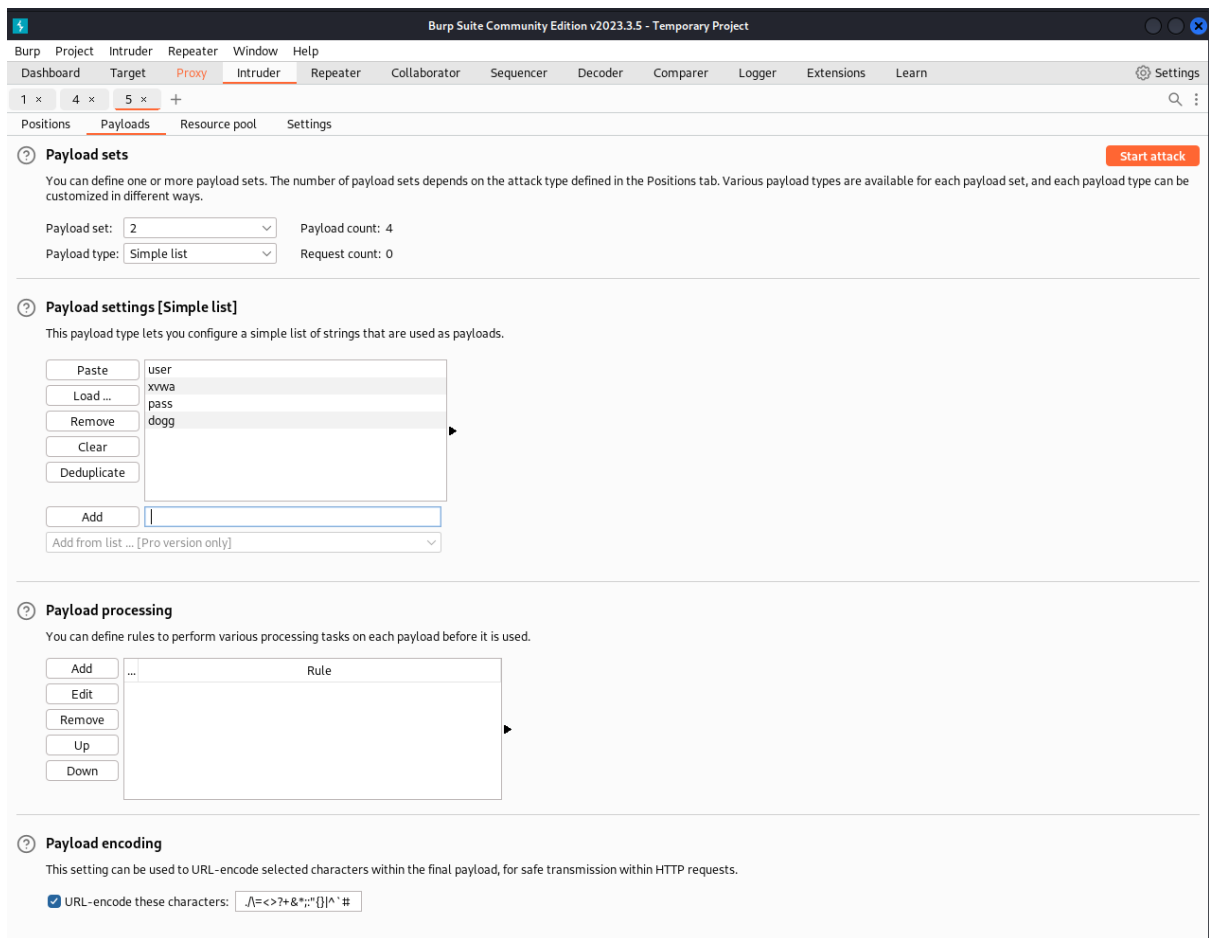 Burp Suite Community Edition v2023.3.5 - Temporary Project
Burp Project Intruder Repeater Window Help
Dashboard Target Proxy Intruder Repeater Collaborator Sequencer Decoder Comparer Logger Extensions Learn Settings
1 × 4 × 5 × +
Positions Payloads Resource pool Settings
? Payload sets Start attack
You can define one or more payload sets. The number of payload sets depends on the attack type defined in the Positions tab. Various payload types are available for each payload set, and each payload type can be
customized in different ways.
Payload set: 2 Payload count: 4
Payload type: Simple list Request count: 0
? Payload settings [Simple list]
This payload type lets you configure a simple list of strings that are used as payloads.
Paste user
xvwa
Load ... pass
Remove dogg
Clear
Deduplicate
Add
Add from list ... [Pro version only]
? Payload processing
You can define rules to perform various processing tasks on each payload before it is used.
Add ... Rule
Edit
Remove
Up
Down
? Payload encoding
This setting can be used to URL-encode selected characters within the final payload, for safe transmission within HTTP requests.
URL-encode these characters: ./\=<>?+&*;:"{}|^`#